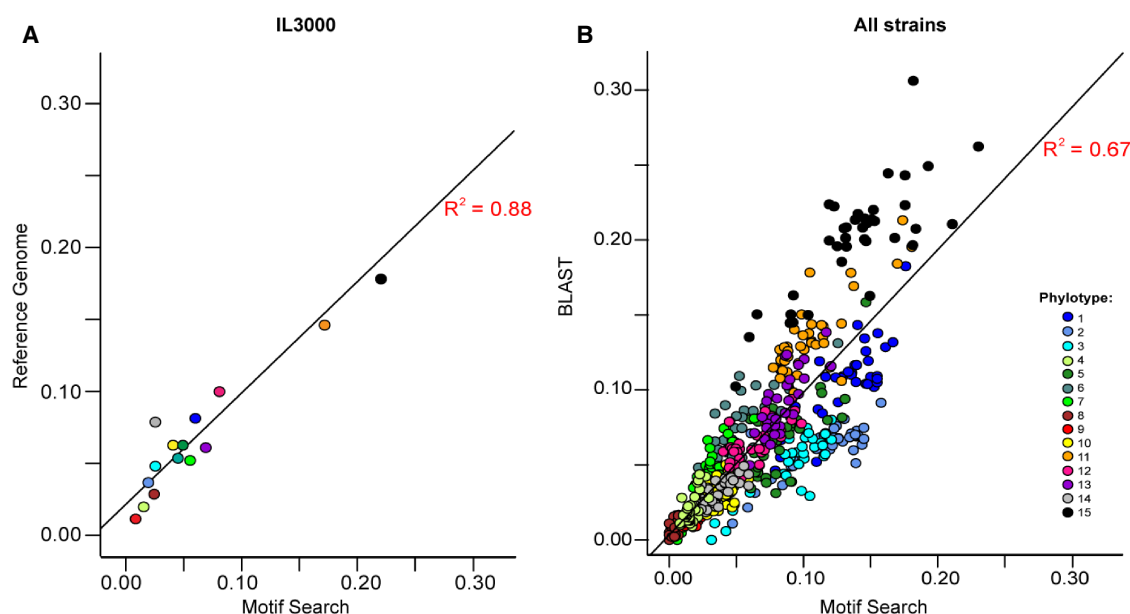 A
IL3000
Reference Genome
0.30
0.20
0.10
0.00
R² = 0.88
0.00 0.10 0.20 0.30
Motif Search
B
All strains
BLAST
0.30
0.20
0.10
0.00
R² = 0.67
Phylotype:
1
2
3
4
5
6
7
8
9
10
11
12
13
14
15
0.00 0.10 0.20 0.30
Motif Search